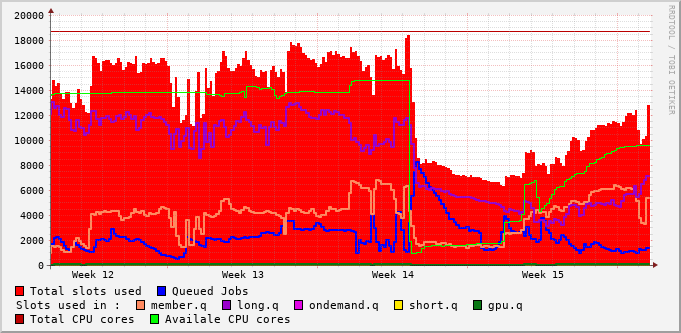 RRDTOOL / TOBI OETIKER
20000
18000
16000
14000
12000
10000
8000
6000
4000
2000
0
Week 12 Week 13 Week 14 Week 15
Total slots used Queued Jobs
Slots used in : member.q long.q ondemand.q short.q gpu.q
Total CPU cores Availale CPU cores